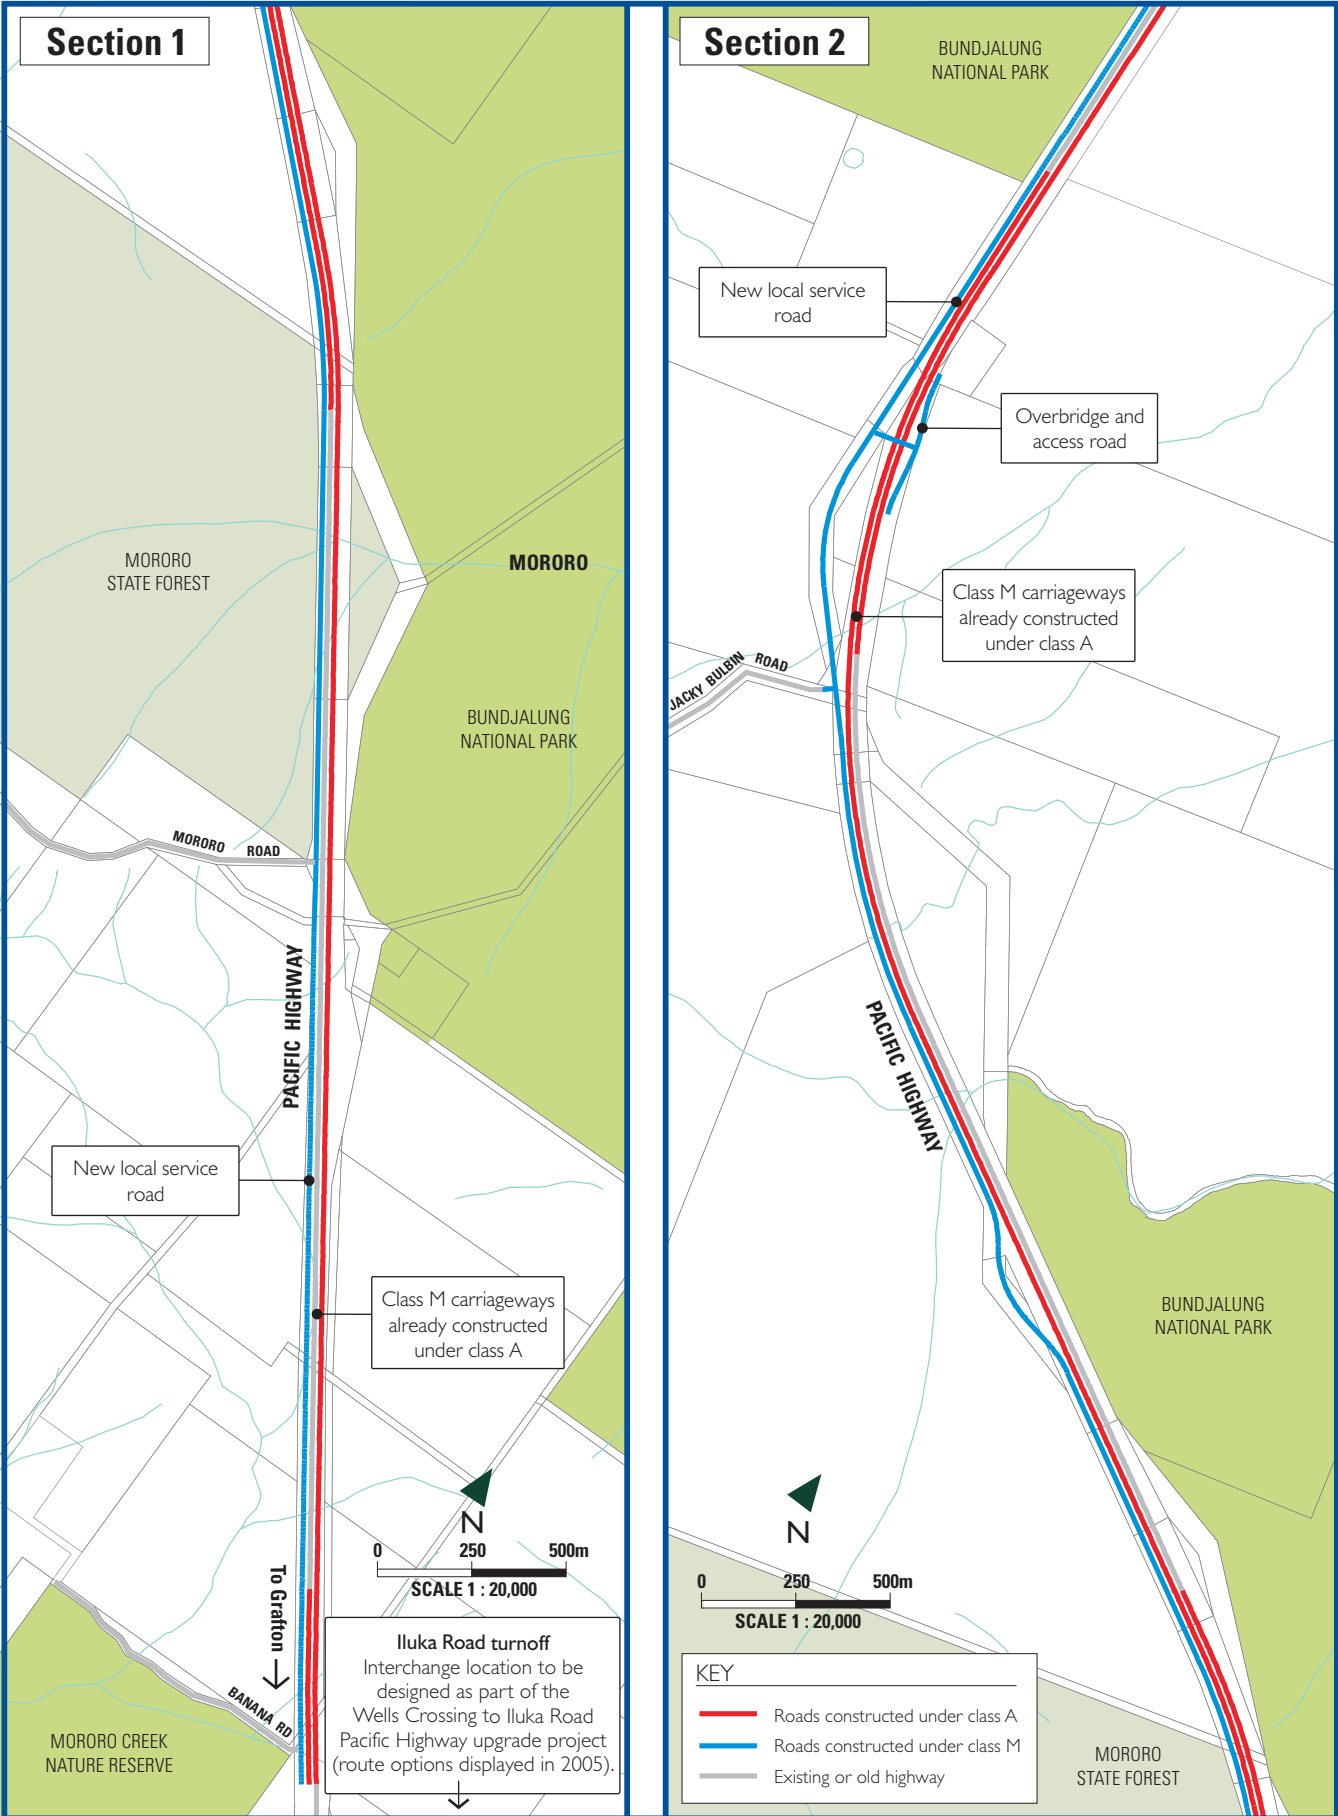 Section 1
MORORO
STATE FOREST
MORORO
BUNDJALUNG
NATIONAL PARK
MORORO ROAD
PACIFIC HIGHWAY
New local service
road
Class M carriageways
already constructed
under class A
N
0 250 500m
SCALE 1 : 20,000
To Grafton
BANANA RD
Iluka Road turnoff
Interchange location to be
designed as part of the
Wells Crossing to Iluka Road
Pacific Highway upgrade project
(route options displayed in 2005).
MORORO CREEK
NATURE RESERVE
Section 2
BUNDJALUNG
NATIONAL PARK
New local service
road
Overbridge and
access road
Class M carriageways
already constructed
under class A
JACKY BULBIN ROAD
PACIFIC HIGHWAY
BUNDJALUNG
NATIONAL PARK
N
0 250 500m
SCALE 1 : 20,000
KEY
Roads constructed under class A
Roads constructed under class M
Existing or old highway
MORORO
STATE FOREST